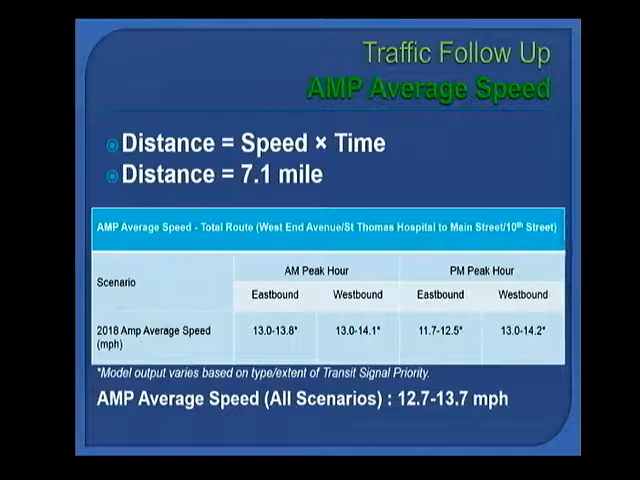 Traffic Follow Up
AMP Average Speed
Distance = Speed × Time
Distance = 7.1 mile
AMP Average Speed - Total Route (West End Avenue/St Thomas Hospital to Main Street/10th Street)
Scenario
AM Peak Hour
PM Peak Hour
Eastbound Westbound Eastbound Westbound
2018 Amp Average Speed
(mph)
13.0-13.8* 13.0-14.1* 11.7-12.5* 13.0-14.2*
*Model output varies based on type/extent of Transit Signal Priority.
AMP Average Speed (All Scenarios) : 12.7-13.7 mph